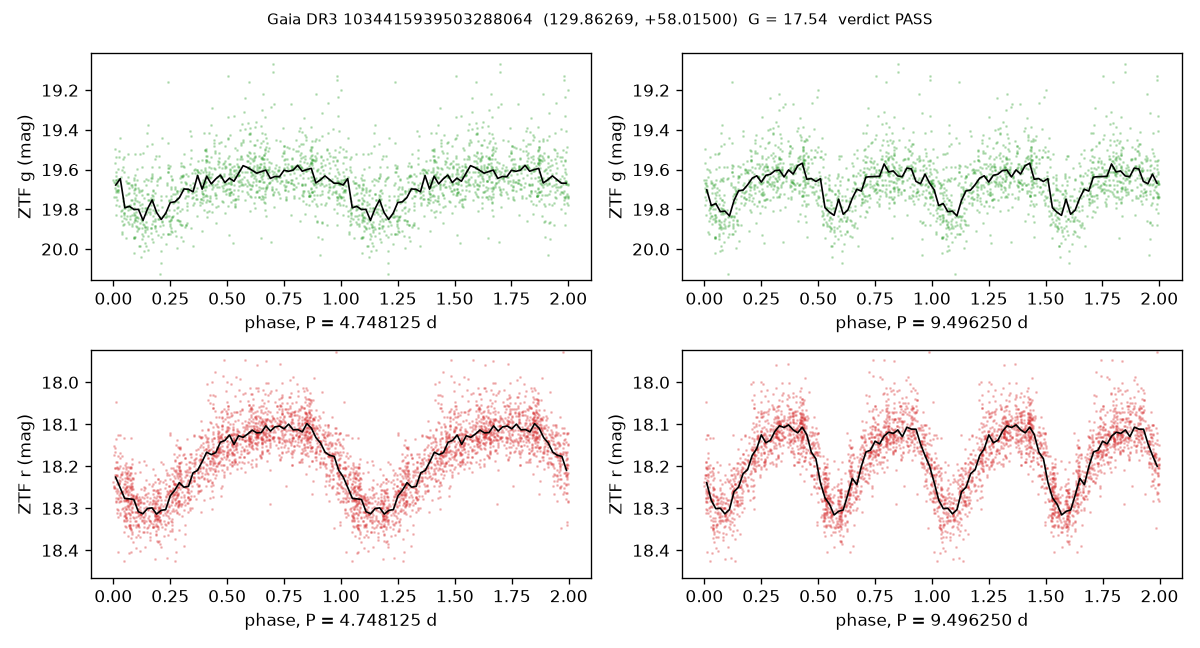 Gaia DR3 1034415939503288064 (129.86269, +58.01500) G = 17.54 verdict PASS
ZTF g (mag)
19.2
19.4
19.6
19.8
20.0
0.00 0.25 0.50 0.75 1.00 1.25 1.50 1.75 2.00
phase, P = 4.748125 d
ZTF g (mag)
19.2
19.4
19.6
19.8
20.0
0.00 0.25 0.50 0.75 1.00 1.25 1.50 1.75 2.00
phase, P = 9.496250 d
ZTF r (mag)
18.0
18.1
18.2
18.3
18.4
0.00 0.25 0.50 0.75 1.00 1.25 1.50 1.75 2.00
phase, P = 4.748125 d
ZTF r (mag)
18.0
18.1
18.2
18.3
18.4
0.00 0.25 0.50 0.75 1.00 1.25 1.50 1.75 2.00
phase, P = 9.496250 d